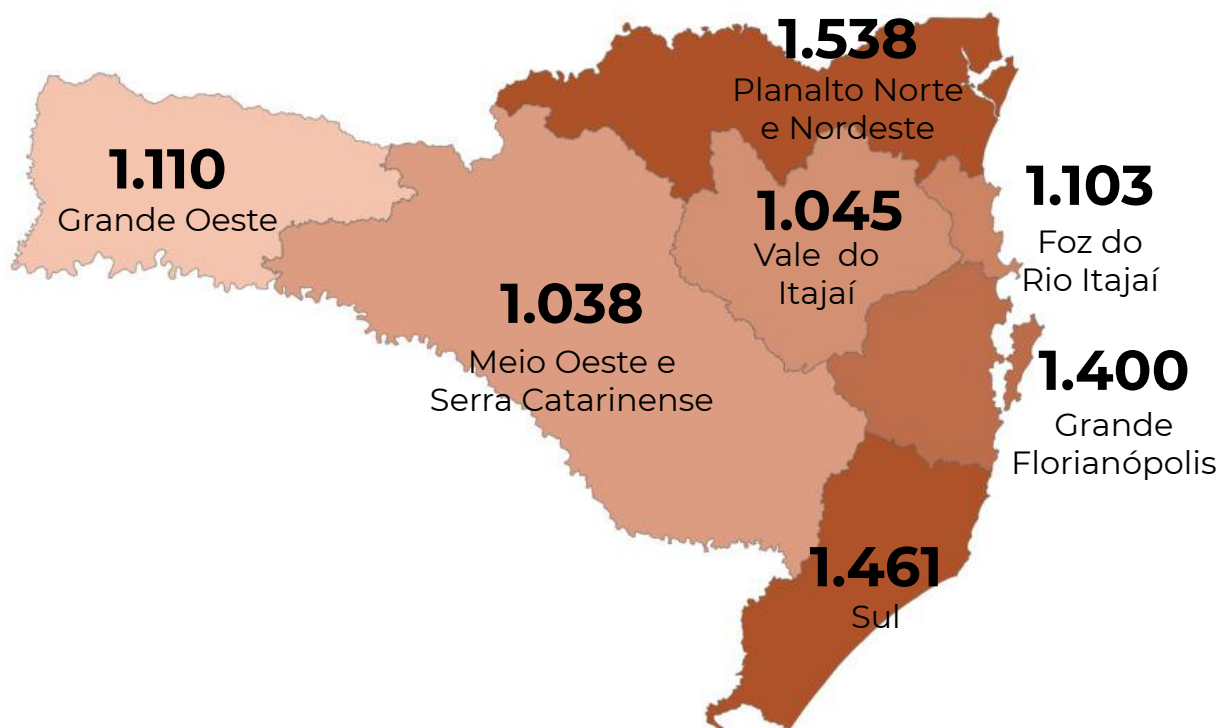 1.538
Planalto Norte
e Nordeste
1.110
Grande Oeste
1.103
Foz do
Rio Itajaí
1.045
Vale do
Itajaí
1.038
Meio Oeste e
Serra Catarinense
1.400
Grande
Florianópolis
1.461
Sul